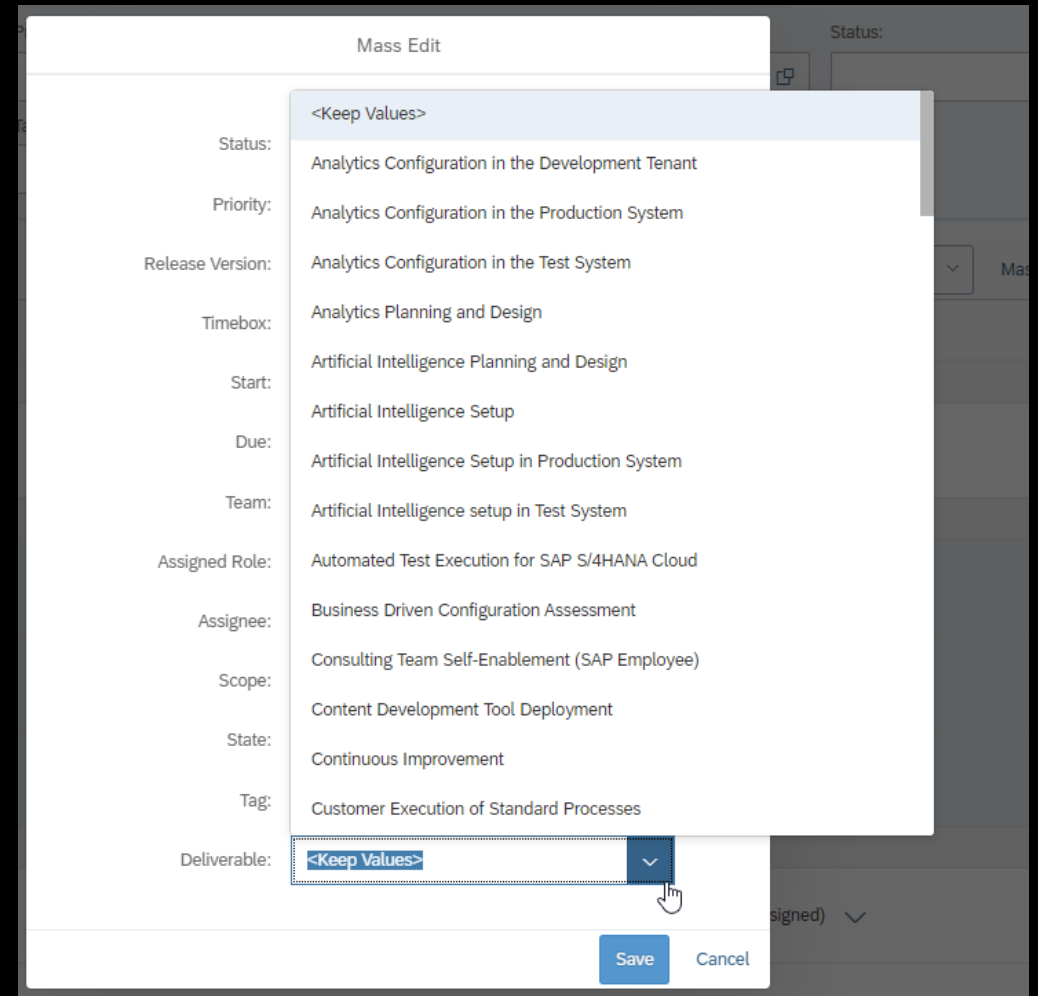 Mass Edit
Status:
<Keep Values>
Status:
Analytics Configuration in the Development Tenant
Priority:
Analytics Configuration in the Production System
Release Version:
Analytics Configuration in the Test System
Mas
Timebox:
Analytics Planning and Design
Artificial Intelligence Planning and Design
Start:
Artificial Intelligence Setup
Due:
Artificial Intelligence Setup in Production System
Team:
Artificial Intelligence setup in Test System
Assigned Role:
Automated Test Execution for SAP S/4HANA Cloud
Assignee:
Business Driven Configuration Assessment
Consulting Team Self-Enablement (SAP Employee)
Scope:
Content Development Tool Deployment
State:
Continuous Improvement
Tag:
Customer Execution of Standard Processes
Deliverable:
<Keep Values>
signed)
Save
Cancel